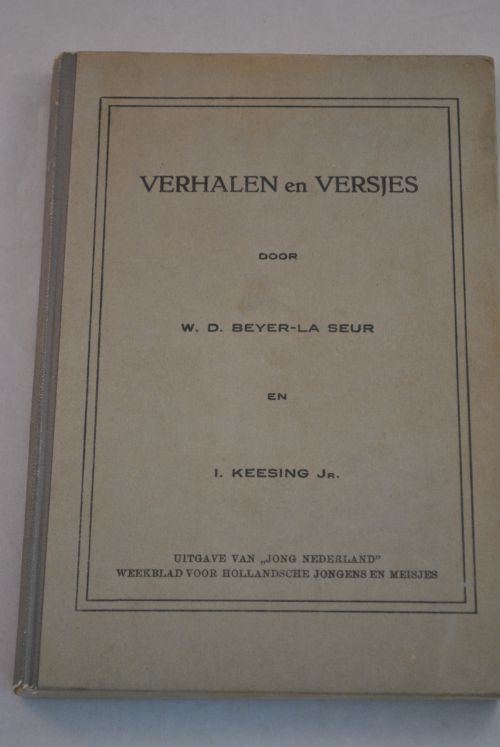 VERHALEN en VERSJES
DOOR
W. D. BEYER-LA SEUR
EN
I. KEESING JR.
UITGAVE VAN „JONG NEDERLAND”
WEEKBLAD VOOR HOLLANDSCHE JONGENS EN MEISJES